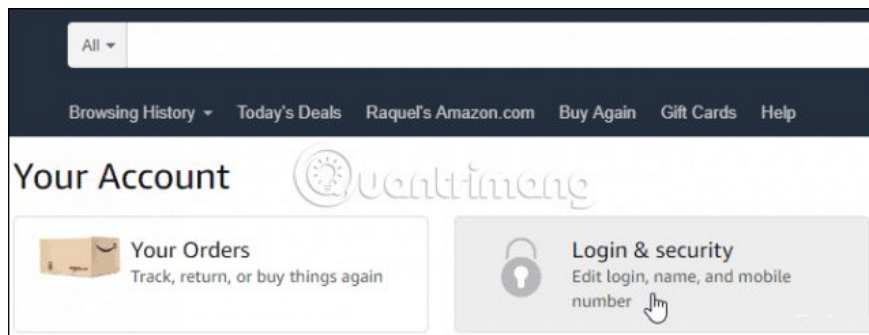 All
Browsing History Today's Deals Raquel's Amazon.com Buy Again Gift Cards Help
Your Account
Quantrimang
Your Orders
Track, return, or buy things again
Login & security
Edit login, name, and mobile
number